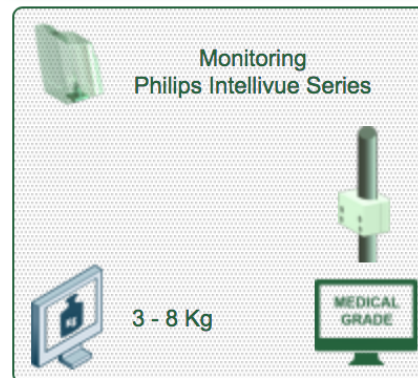 Monitoring
Philips Intellivue Series
3 - 8 Kg
MEDICAL
GRADE